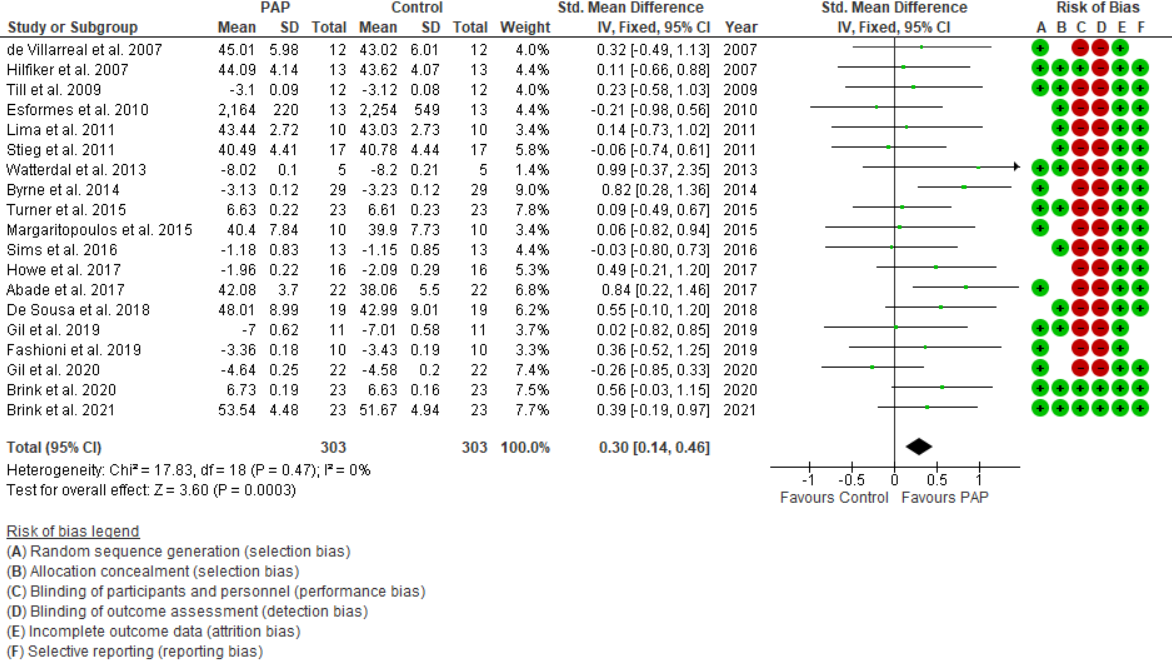 PAP Control Std. Mean Difference Std. Mean Difference Risk of Bias
Study or Subgroup Mean SD Total Mean SD Total Weight IV, Fixed, 95% CI Year IV, Fixed, 95% CI A B C D E F
de Villarreal et al. 2007 45.01 5.98 12 43.02 6.01 12 4.0% 0.32 [-0.49, 1.13] 2007
Hilfiker et al. 2007 44.09 4.14 13 43.62 4.07 13 4.4% 0.11 [-0.66, 0.88] 2007
Till et al. 2009 -3.1 0.09 12 -3.12 0.08 12 4.0% 0.23 [-0.58, 1.03] 2009
Esformes et al. 2010 2,164 220 13 2,254 549 13 4.4% -0.21 [-0.98, 0.56] 2010
Lima et al. 2011 43.44 2.72 10 43.03 2.73 10 3.4% 0.14 [-0.73, 1.02] 2011
Stieg et al. 2011 40.49 4.41 17 40.78 4.44 17 5.8% -0.06 [-0.74, 0.61] 2011
Watterdal et al. 2013 -8.02 0.1 5 -8.2 0.21 5 1.4% 0.99 [-0.37, 2.35] 2013
Byrne et al. 2014 -3.13 0.12 29 -3.23 0.12 29 9.0% 0.82 [0.28, 1.36] 2014
Turner et al. 2015 6.63 0.22 23 6.61 0.23 23 7.8% 0.09 [-0.49, 0.67] 2015
Margaritopoulos et al. 2015 40.4 7.84 10 39.9 7.73 10 3.4% 0.06 [-0.82, 0.94] 2015
Sims et al. 2016 -1.18 0.83 13 -1.15 0.85 13 4.4% -0.03 [-0.80, 0.73] 2016
Howe et al. 2017 -1.96 0.22 16 -2.09 0.29 16 5.3% 0.49 [-0.21, 1.20] 2017
Abade et al. 2017 42.08 3.7 22 38.06 5.5 22 6.8% 0.84 [0.22, 1.46] 2017
De Sousa et al. 2018 48.01 8.99 19 42.99 9.01 19 6.2% 0.55 [-0.10, 1.20] 2018
Gil et al. 2019 -7 0.62 11 -7.01 0.58 11 3.7% 0.02 [-0.82, 0.85] 2019
Fashioni et al. 2019 -3.36 0.18 10 -3.43 0.19 10 3.3% 0.36 [-0.52, 1.25] 2019
Gil et al. 2020 -4.64 0.25 22 -4.58 0.2 22 7.4% -0.26 [-0.85, 0.33] 2020
Brink et al. 2020 6.73 0.19 23 6.63 0.16 23 7.5% 0.56 [-0.03, 1.15] 2020
Brink et al. 2021 53.54 4.48 23 51.67 4.94 23 7.7% 0.39 [-0.19, 0.97] 2021
Total (95% CI) 303 303 100.0% 0.30 [0.14, 0.46]
Heterogeneity: Chi² = 17.83, df = 18 (P = 0.47); I² = 0%
Test for overall effect: Z = 3.60 (P = 0.0003)
-1 -0.5 0 0.5 1
Favours Control Favours PAP
Risk of bias legend
(A) Random sequence generation (selection bias)
(B) Allocation concealment (selection bias)
(C) Blinding of participants and personnel (performance bias)
(D) Blinding of outcome assessment (detection bias)
(E) Incomplete outcome data (attrition bias)
(F) Selective reporting (reporting bias)